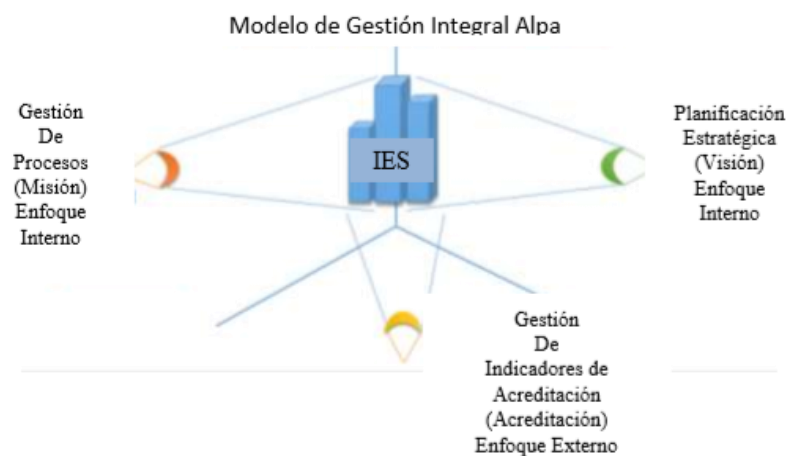 Modelo de Gestión Integral Alpa
Gestión
De
Procesos
(Misión)
Enfoque
Interno
IES
Planificación
Estratégica
(Visión)
Enfoque
Interno
Gestión
De
Indicadores de
Acreditación
(Acreditación)
Enfoque Externo